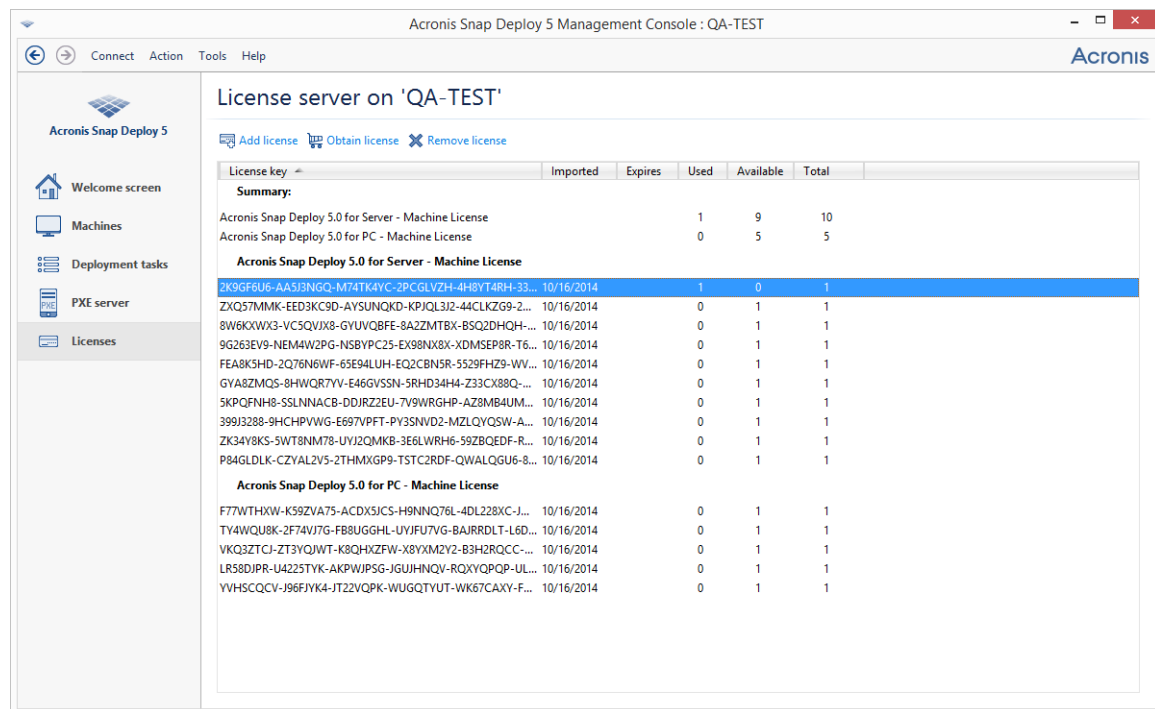 Acronis Snap Deploy 5 Management Console : QA-TEST
Connect Action Tools Help
Acronis
Acronis Snap Deploy 5
Welcome screen
Machines
Deployment tasks
PXE
PXE server
Licenses
License server on 'QA-TEST'
Add license Obtain license Remove license
License key Imported Expires Used Available Total
Summary:
Acronis Snap Deploy 5.0 for Server - Machine License 1 9 10
Acronis Snap Deploy 5.0 for PC - Machine License 0 5 5
Acronis Snap Deploy 5.0 for Server - Machine License
2K9GF6U6-AA5J3NGQ-M74TK4YC-2PCGLVZH-4H8YT4RH-33... 10/16/2014 1 0 1
ZXQ57MMK-EED3KC9D-AYSUNQKD-KPJQL3J2-44CLKZG9-2... 10/16/2014 0 1 1
8W6KXWX3-VC5QVJX8-GYUVQBFE-8A2ZMTBX-BSQ2DHQH-... 10/16/2014 0 1 1
9G263EV9-NEM4W2PG-NSBYPC25-EX98NX8X-XDMSEP8R-T6... 10/16/2014 0 1 1
FEA8K5HD-2Q76N6WF-65E94LUH-EQ2CBN5R-5529FHZ9-WV... 10/16/2014 0 1 1
GYA8ZMQS-8HWQR7YV-E46GVSSN-5RHD34H4-Z33CX88Q-... 10/16/2014 0 1 1
5KPQFNH8-SSLNNACB-DDJRZ2EU-7V9WRGHP-AZ8MB4UM... 10/16/2014 0 1 1
399J3288-9HCHPVWG-E697VPFT-PY3SNVD2-MZLQYQSW-A... 10/16/2014 0 1 1
ZK34Y8KS-5WT8NM78-UYJ2QMKB-3E6LWRH6-59ZBQEDF-R... 10/16/2014 0 1 1
P84GLDLK-CZYAL2V5-2THMXGP9-TSTC2RDF-QWALQGU6-8... 10/16/2014 0 1 1
Acronis Snap Deploy 5.0 for PC - Machine License
F77WTHXW-K59ZVA75-ACDX5JCS-H9NNQ76L-4DL228XC-J... 10/16/2014 0 1 1
TY4WQU8K-2F74VJ7G-FB8UGGHL-UYJFU7VG-BAJRRDLT-L6D... 10/16/2014 0 1 1
VKQ3ZTCJ-ZT3YQJWT-K8QHXZFW-X8YXM2Y2-B3H2RQCC-... 10/16/2014 0 1 1
LR58DJPR-U4225TYK-AKPWJPSG-JGUJHNQV-RQXYQPQP-UL... 10/16/2014 0 1 1
YVHSCQCV-J96FJYK4-JT22VQPK-WUGQTYUT-WK67CAXY-F... 10/16/2014 0 1 1